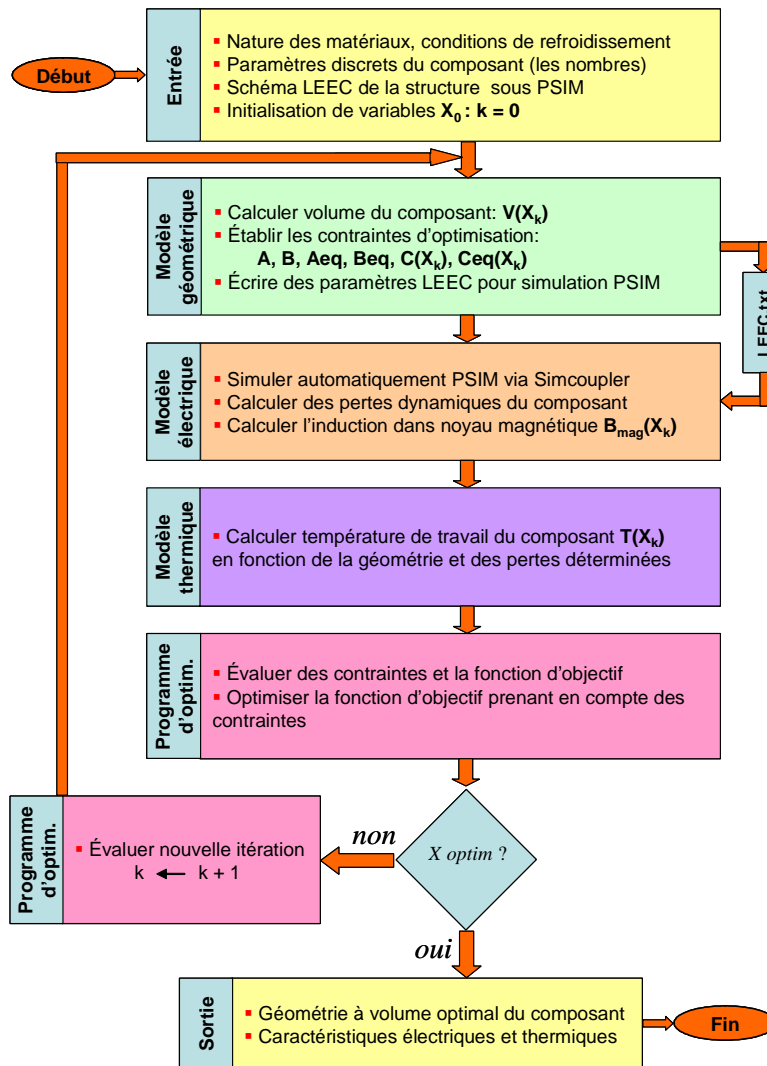 Début
Entrée
▪ Nature des matériaux, conditions de refroidissement
▪ Paramètres discrets du composant (les nombres)
▪ Schéma LEEC de la structure sous PSIM
▪ Initialisation de variables X0 : k = 0
Modèle
géométrique
▪ Calculer volume du composant: V(Xk)
▪ Établir les contraintes d'optimisation:
A, B, Aeq, Beq, C(Xk), Ceq(Xk)
▪ Écrire des paramètres LEEC pour simulation PSIM
LEEC.txt
Modèle
électrique
▪ Simuler automatiquement PSIM via Simcoupler
▪ Calculer des pertes dynamiques du composant
▪ Calculer l'induction dans noyau magnétique Bmag(Xk)
Modèle
thermique
▪ Calculer température de travail du composant T(Xk)
en fonction de la géométrie et des pertes déterminées
Programme
d'optim.
▪ Évaluer des contraintes et la fonction d'objectif
▪ Optimiser la fonction d'objectif prenant en compte des
contraintes
X optim ?
non
Programme
d'optim.
▪ Évaluer nouvelle itération
k ← k + 1
oui
Sortie
▪ Géométrie à volume optimal du composant
▪ Caractéristiques électriques et thermiques
Fin